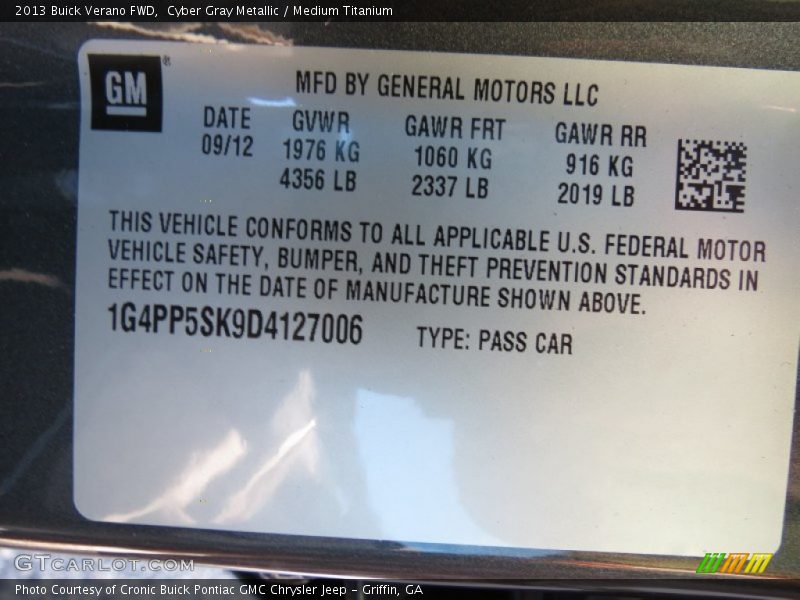 2013 Buick Verano FWD,  Cyber Gray Metallic / Medium Titanium
GM®
MFD BY GENERAL MOTORS LLC
DATE GVWR GAWR FRT GAWR RR
09/12 1976 KG 1060 KG 916 KG
4356 LB 2337 LB 2019 LB
THIS VEHICLE CONFORMS TO ALL APPLICABLE U.S. FEDERAL MOTOR
VEHICLE SAFETY, BUMPER, AND THEFT PREVENTION STANDARDS IN
EFFECT ON THE DATE OF MANUFACTURE SHOWN ABOVE.
1G4PP5SK9D4127006 TYPE: PASS CAR
GTCARLOT.COM
Photo Courtesy of Cronic Buick Pontiac GMC Chrysler Jeep – Griffin, GA